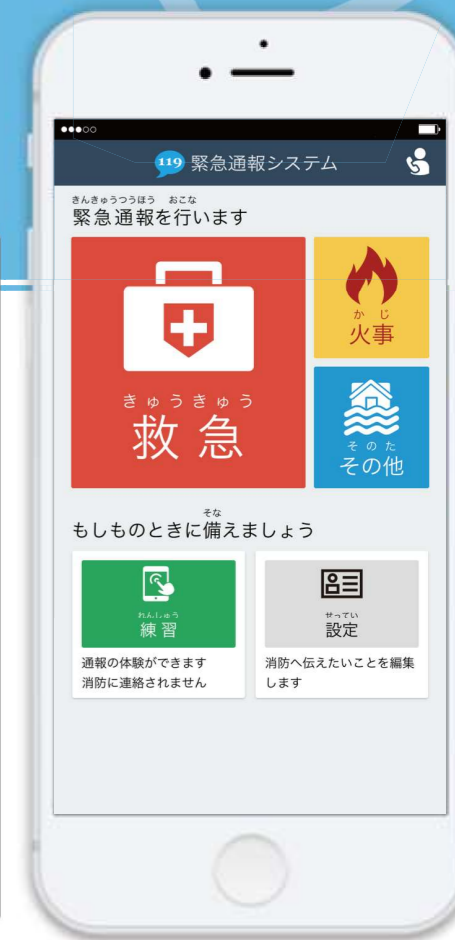 119 緊急通報システム
きんきゅうつうほう おこな
緊急通報を行います
きゅうきゅう
救急
かじ
火事
そのた
その他
そな
もしものときに備えましょう
れんしゅう
練習
通報の体験ができます
消防に連絡されません
せってい
設定
消防へ伝えたいことを編集
します